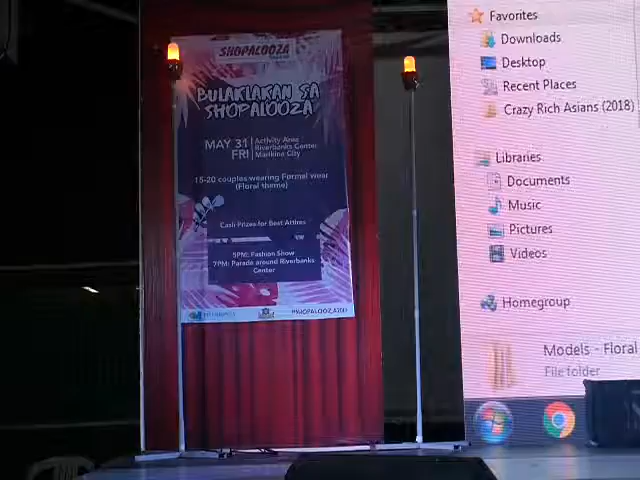 SHOPALOOZA
BULAKLAKAN SA
SHOPALOOZA
MAY 31
FRI
Activity Area
Riverbanks Center
Marikina City
15-20 couples wearing Formal wear
(Floral theme)
Cash Prizes for Best Attires
5PM: Fashion Show
7PM: Parade around Riverbanks
Center
Favorites
Downloads
Desktop
Recent Places
Crazy Rich Asians (2018)
Libraries
Documents
Music
Pictures
Videos
Homegroup
Models - Floral
File folder